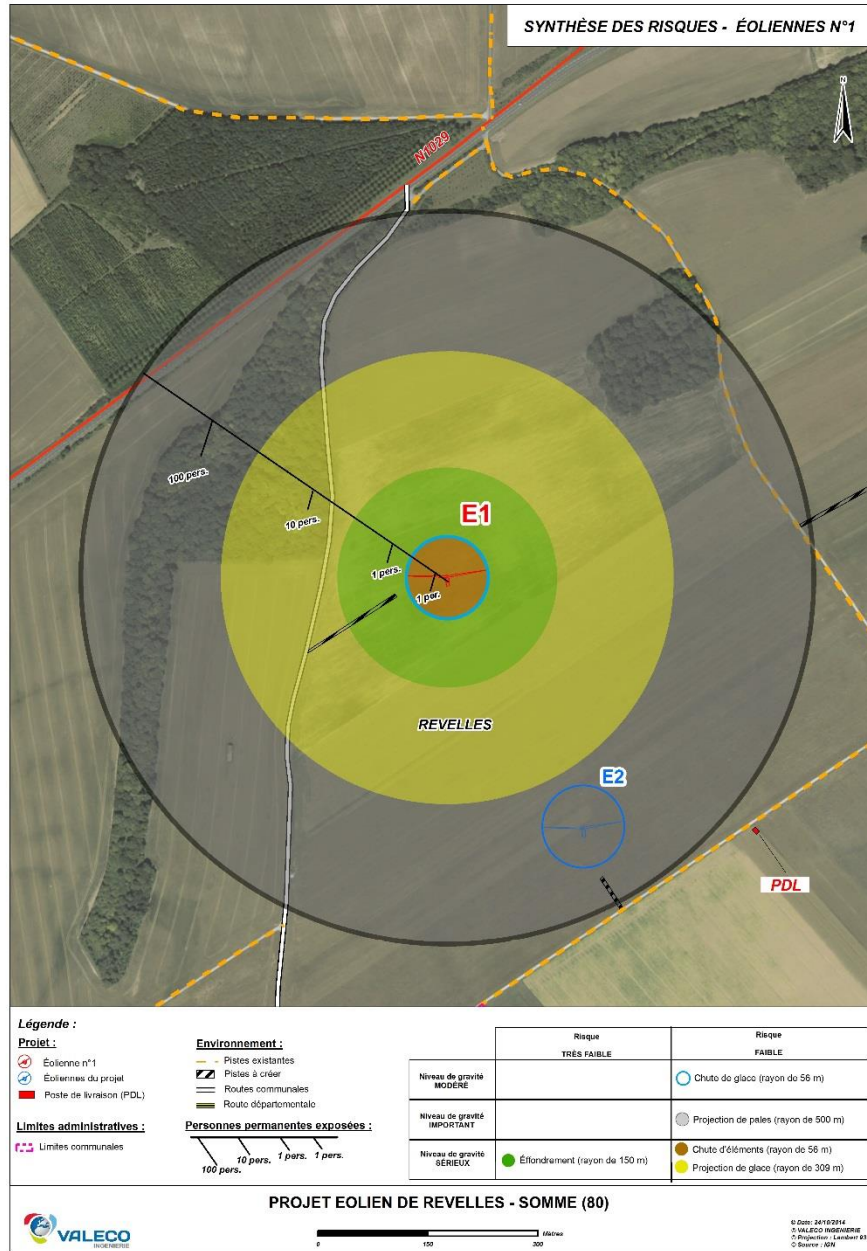 SYNTHÈSE DES RISQUES - ÉOLIENNES N°1
N
N1029
100 pers.
10 pers.
1 pers.
1 per.
E1
REVELLES
E2
PDL
Légende :
Projet :
Éolienne n°1
Éoliennes du projet
Poste de livraison (PDL)
Limites administratives :
Limites communales
Environnement :
Pistes existantes
Pistes à créer
Routes communales
Route départementale
Personnes permanentes exposées :
100 pers.
10 pers.
1 pers.
1 pers.
Risque
TRÈS FAIBLE
Risque
FAIBLE
Niveau de gravité
MODÉRÉ
Chute de glace (rayon de 56 m)
Niveau de gravité
IMPORTANT
Projection de pales (rayon de 500 m)
Niveau de gravité
SÉRIEUX
Éffondrement (rayon de 150 m)
Chute d'éléments (rayon de 56 m)
Projection de glace (rayon de 309 m)
PROJET EOLIEN DE REVELLES - SOMME (80)
VALECO
INGÉNIERIE
Mètres
0
150
300
© Date: 24/10/2014
© VALECO INGENIERIE
© Projection : Lambert
© Source : IGN